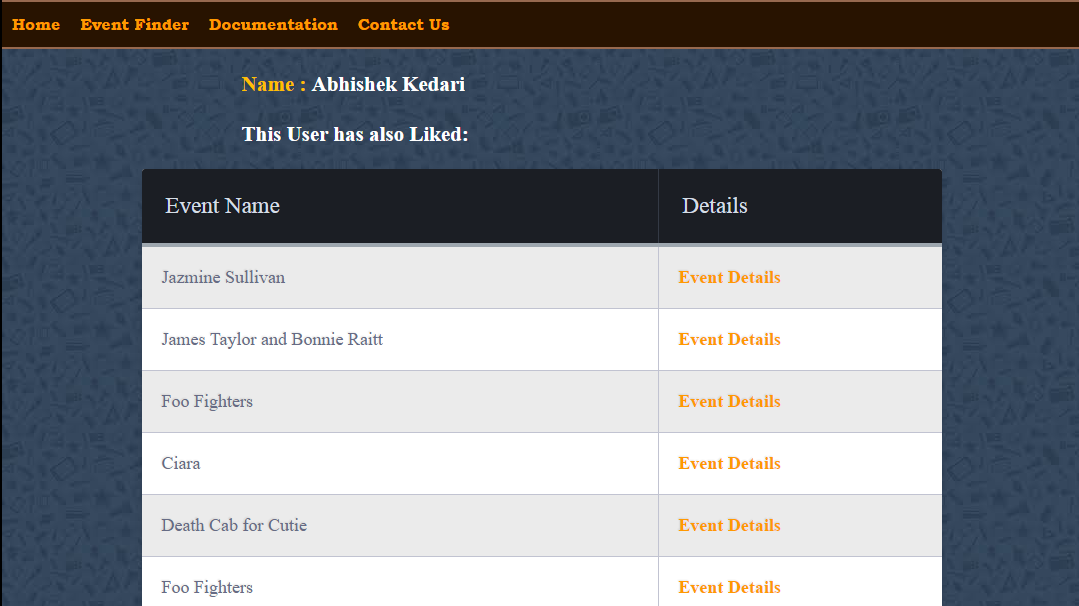 Home Event Finder Documentation Contact Us
Name : Abhishek Kedari
This User has also Liked:
Event Name Details
Jazmine Sullivan Event Details
James Taylor and Bonnie Raitt Event Details
Foo Fighters Event Details
Ciara Event Details
Death Cab for Cutie Event Details
Foo Fighters Event Details